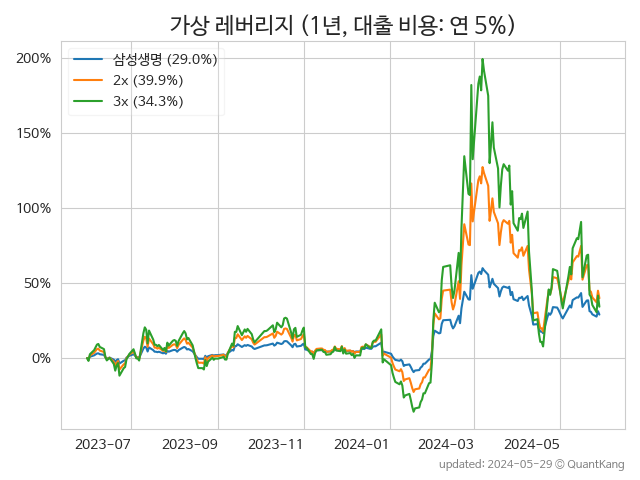 가상 레버리지 (1년, 대출 비용: 연 5%)
200%
150%
100%
50%
0%
삼성생명 (29.0%)
2x (39.9%)
3x (34.3%)
2023-07
2023-09
2023-11
2024-01
2024-03
2024-05
updated: 2024-05-29 © QuantKang